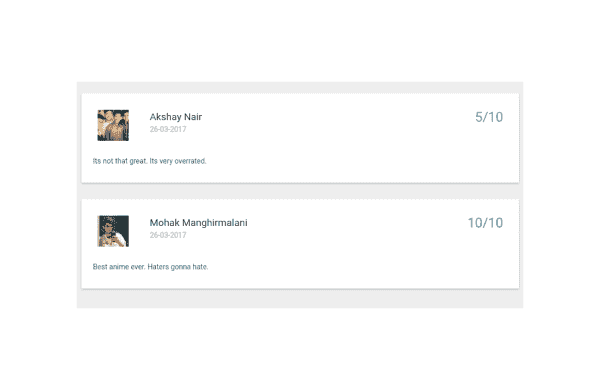 Akshay Nair
5/10
26-03-2017
Its not that great. Its very overrated.
Mohak Manghirmalani
10/10
26-03-2017
Best anime ever. Haters gonna hate.